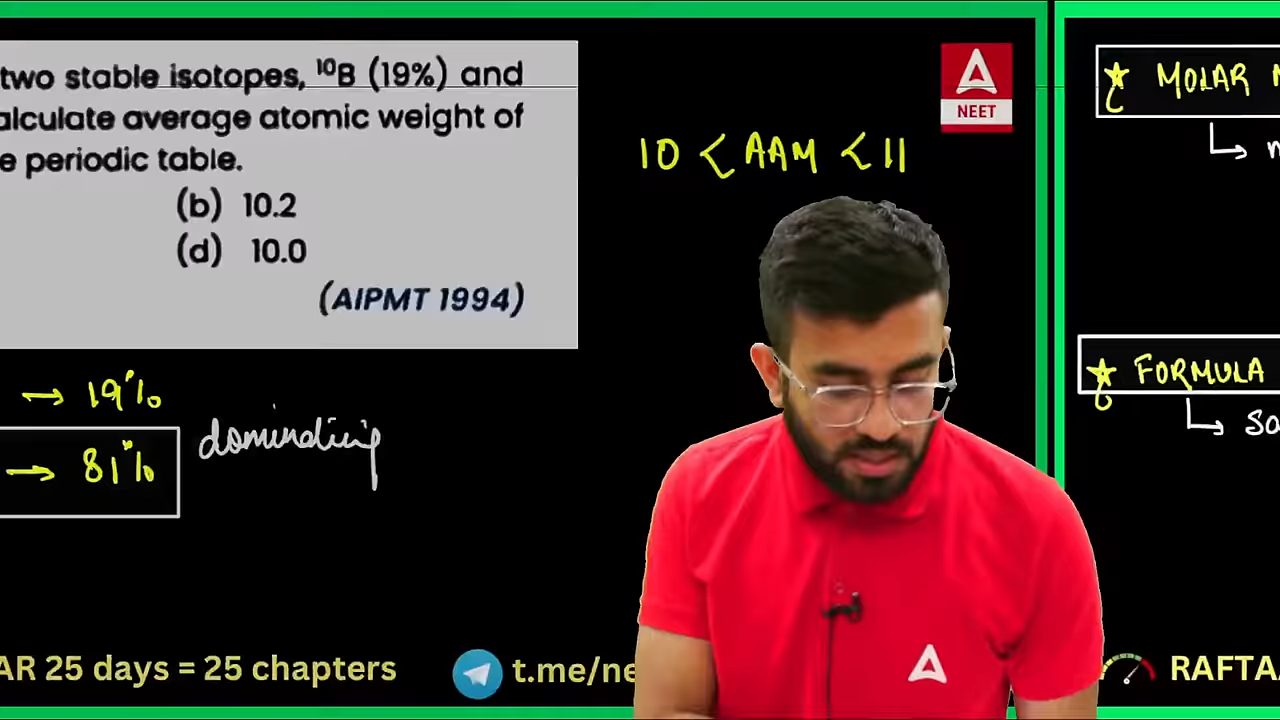 two stable isotopes, ¹⁰B (19%) and
alculate average atomic weight of
e periodic table.
(b) 10.2
(d) 10.0
(AIPMT 1994)
→ 19%
→ 81%
dominating
10 < AAM < 11
NEET
MOLAR
FORMULA
AR 25 days = 25 chapters
t.me/ne
RAFTA